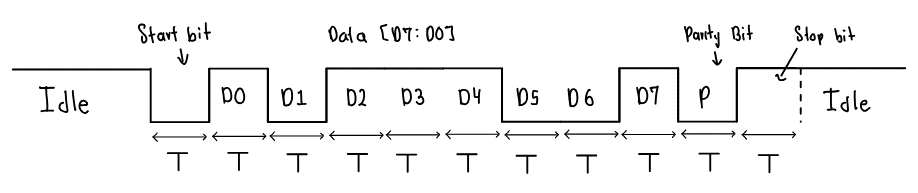 Start bit Data [D7:D0] Parity Bit Stop bit
Idle D0 D1 D2 D3 D4 D5 D6 D7 P Idle
T T T T T T T T T T T